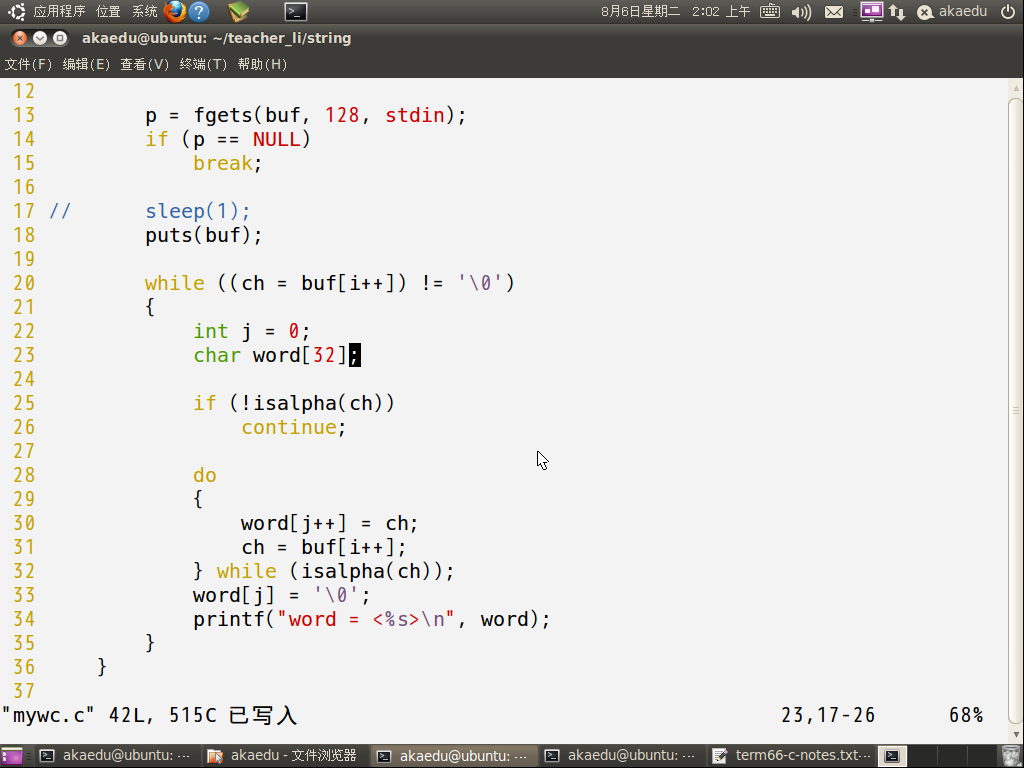 应用程序 位置 系统 8月6日星期二 2:02 上午 akaedu
akaedu@ubuntu: ~/teacher_li/string
文件(F) 编辑(E) 查看(V) 终端(T) 帮助(H)
12
13         p = fgets(buf, 128, stdin);
14         if (p == NULL)
15             break;
16
17 //      sleep(1);
18         puts(buf);
19
20         while ((ch = buf[i++]) != '\0')
21         {
22             int j = 0;
23             char word[32];
24
25             if (!isalpha(ch))
26                 continue;
27
28             do
29             {
30                 word[j++] = ch;
31                 ch = buf[i++];
32             } while (isalpha(ch));
33             word[j] = '\0';
34             printf("word = <%s>\n", word);
35         }
36     }
37
"mywc.c" 42L, 515C 已写入 23,17-26 68%
akaedu@ubuntu: ... akaedu - 文件浏览器 akaedu@ubuntu: ... akaedu@ubuntu: ... term66-c-notes.txt...